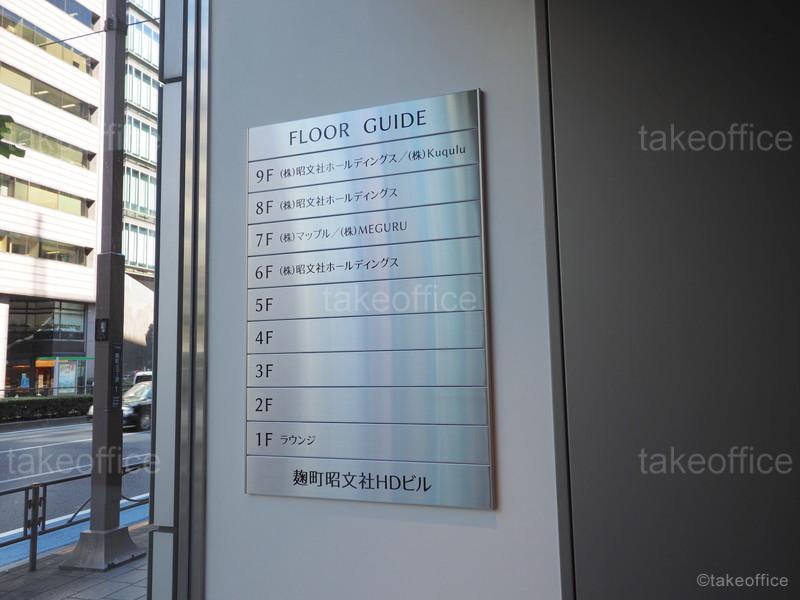 FLOOR GUIDE
9F (株)昭文社ホールディングス/(株)Kuqulu
8F (株)昭文社ホールディングス
7F (株)マップル/(株)MEGURU
6F (株)昭文社ホールディングス
5F
4F
3F
2F
1F ラウンジ
麹町昭文社HDビル
takeoffice
takeoffice
takeoffice
takeoffice
takeoffice
©takeoffice